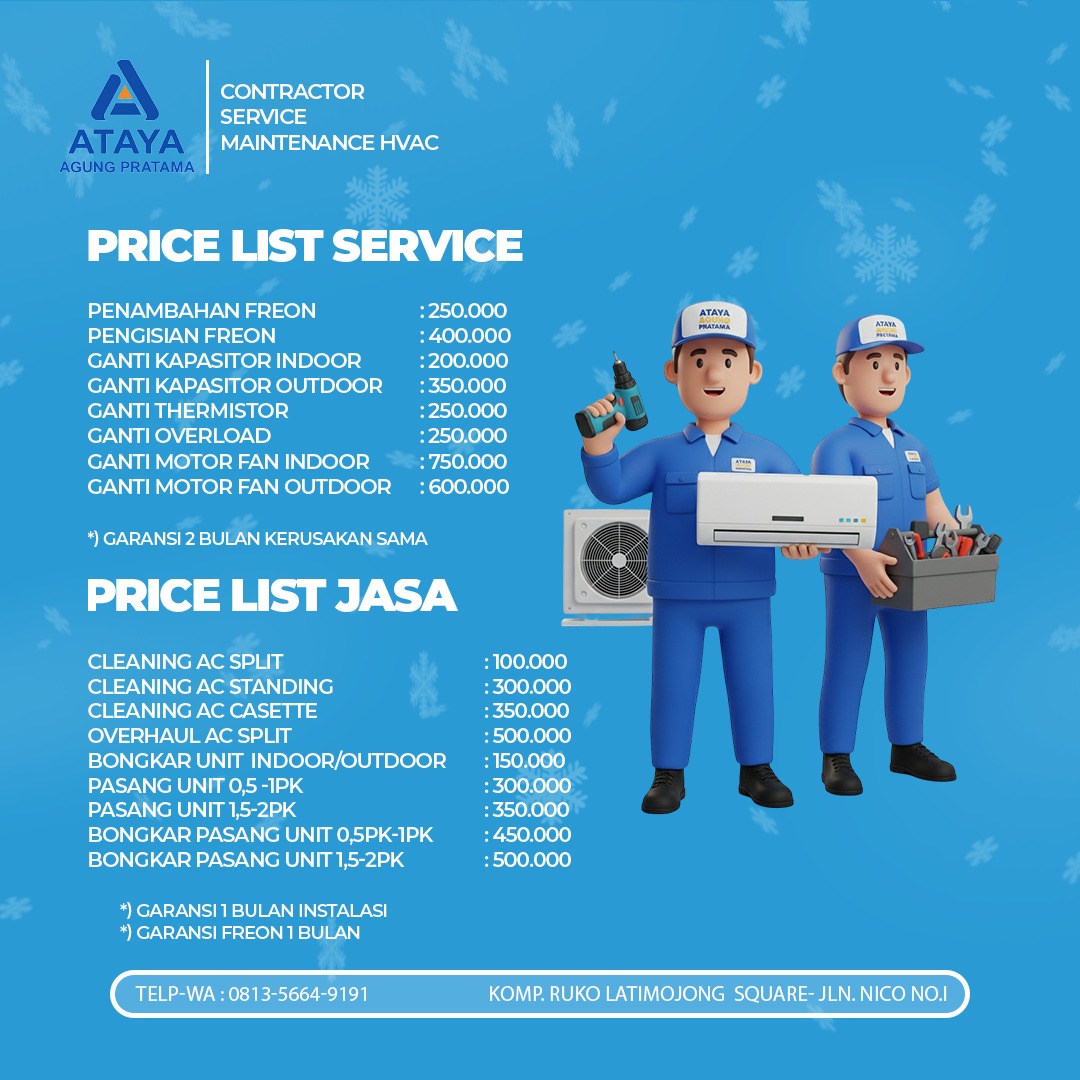 ATAYA
AGUNG PRATAMA
CONTRACTOR
SERVICE
MAINTENANCE HVAC
PRICE LIST SERVICE
PENAMBAHAN FREON : 250.000
PENGISIAN FREON : 400.000
GANTI KAPASITOR INDOOR : 200.000
GANTI KAPASITOR OUTDOOR : 350.000
GANTI THERMISTOR : 250.000
GANTI OVERLOAD : 250.000
GANTI MOTOR FAN INDOOR : 750.000
GANTI MOTOR FAN OUTDOOR : 600.000
*) GARANSI 2 BULAN KERUSAKAN SAMA
ATAYA
AGUNG
PRATAMA
ATAYA
AGUNG
PRATAMA
ATAYA
PRICE LIST JASA
CLEANING AC SPLIT : 100.000
CLEANING AC STANDING : 300.000
CLEANING AC CASETTE : 350.000
OVERHAUL AC SPLIT : 500.000
BONGKAR UNIT INDOOR/OUTDOOR : 150.000
PASANG UNIT 0,5 -1PK : 300.000
PASANG UNIT 1,5-2PK : 350.000
BONGKAR PASANG UNIT 0,5PK-1PK : 450.000
BONGKAR PASANG UNIT 1,5-2PK : 500.000
*) GARANSI 1 BULAN INSTALASI
*) GARANSI FREON 1 BULAN
TELP-WA : 0813-5664-9191 KOMP. RUKO LATIMOJONG SQUARE- JLN. NICO NO.I